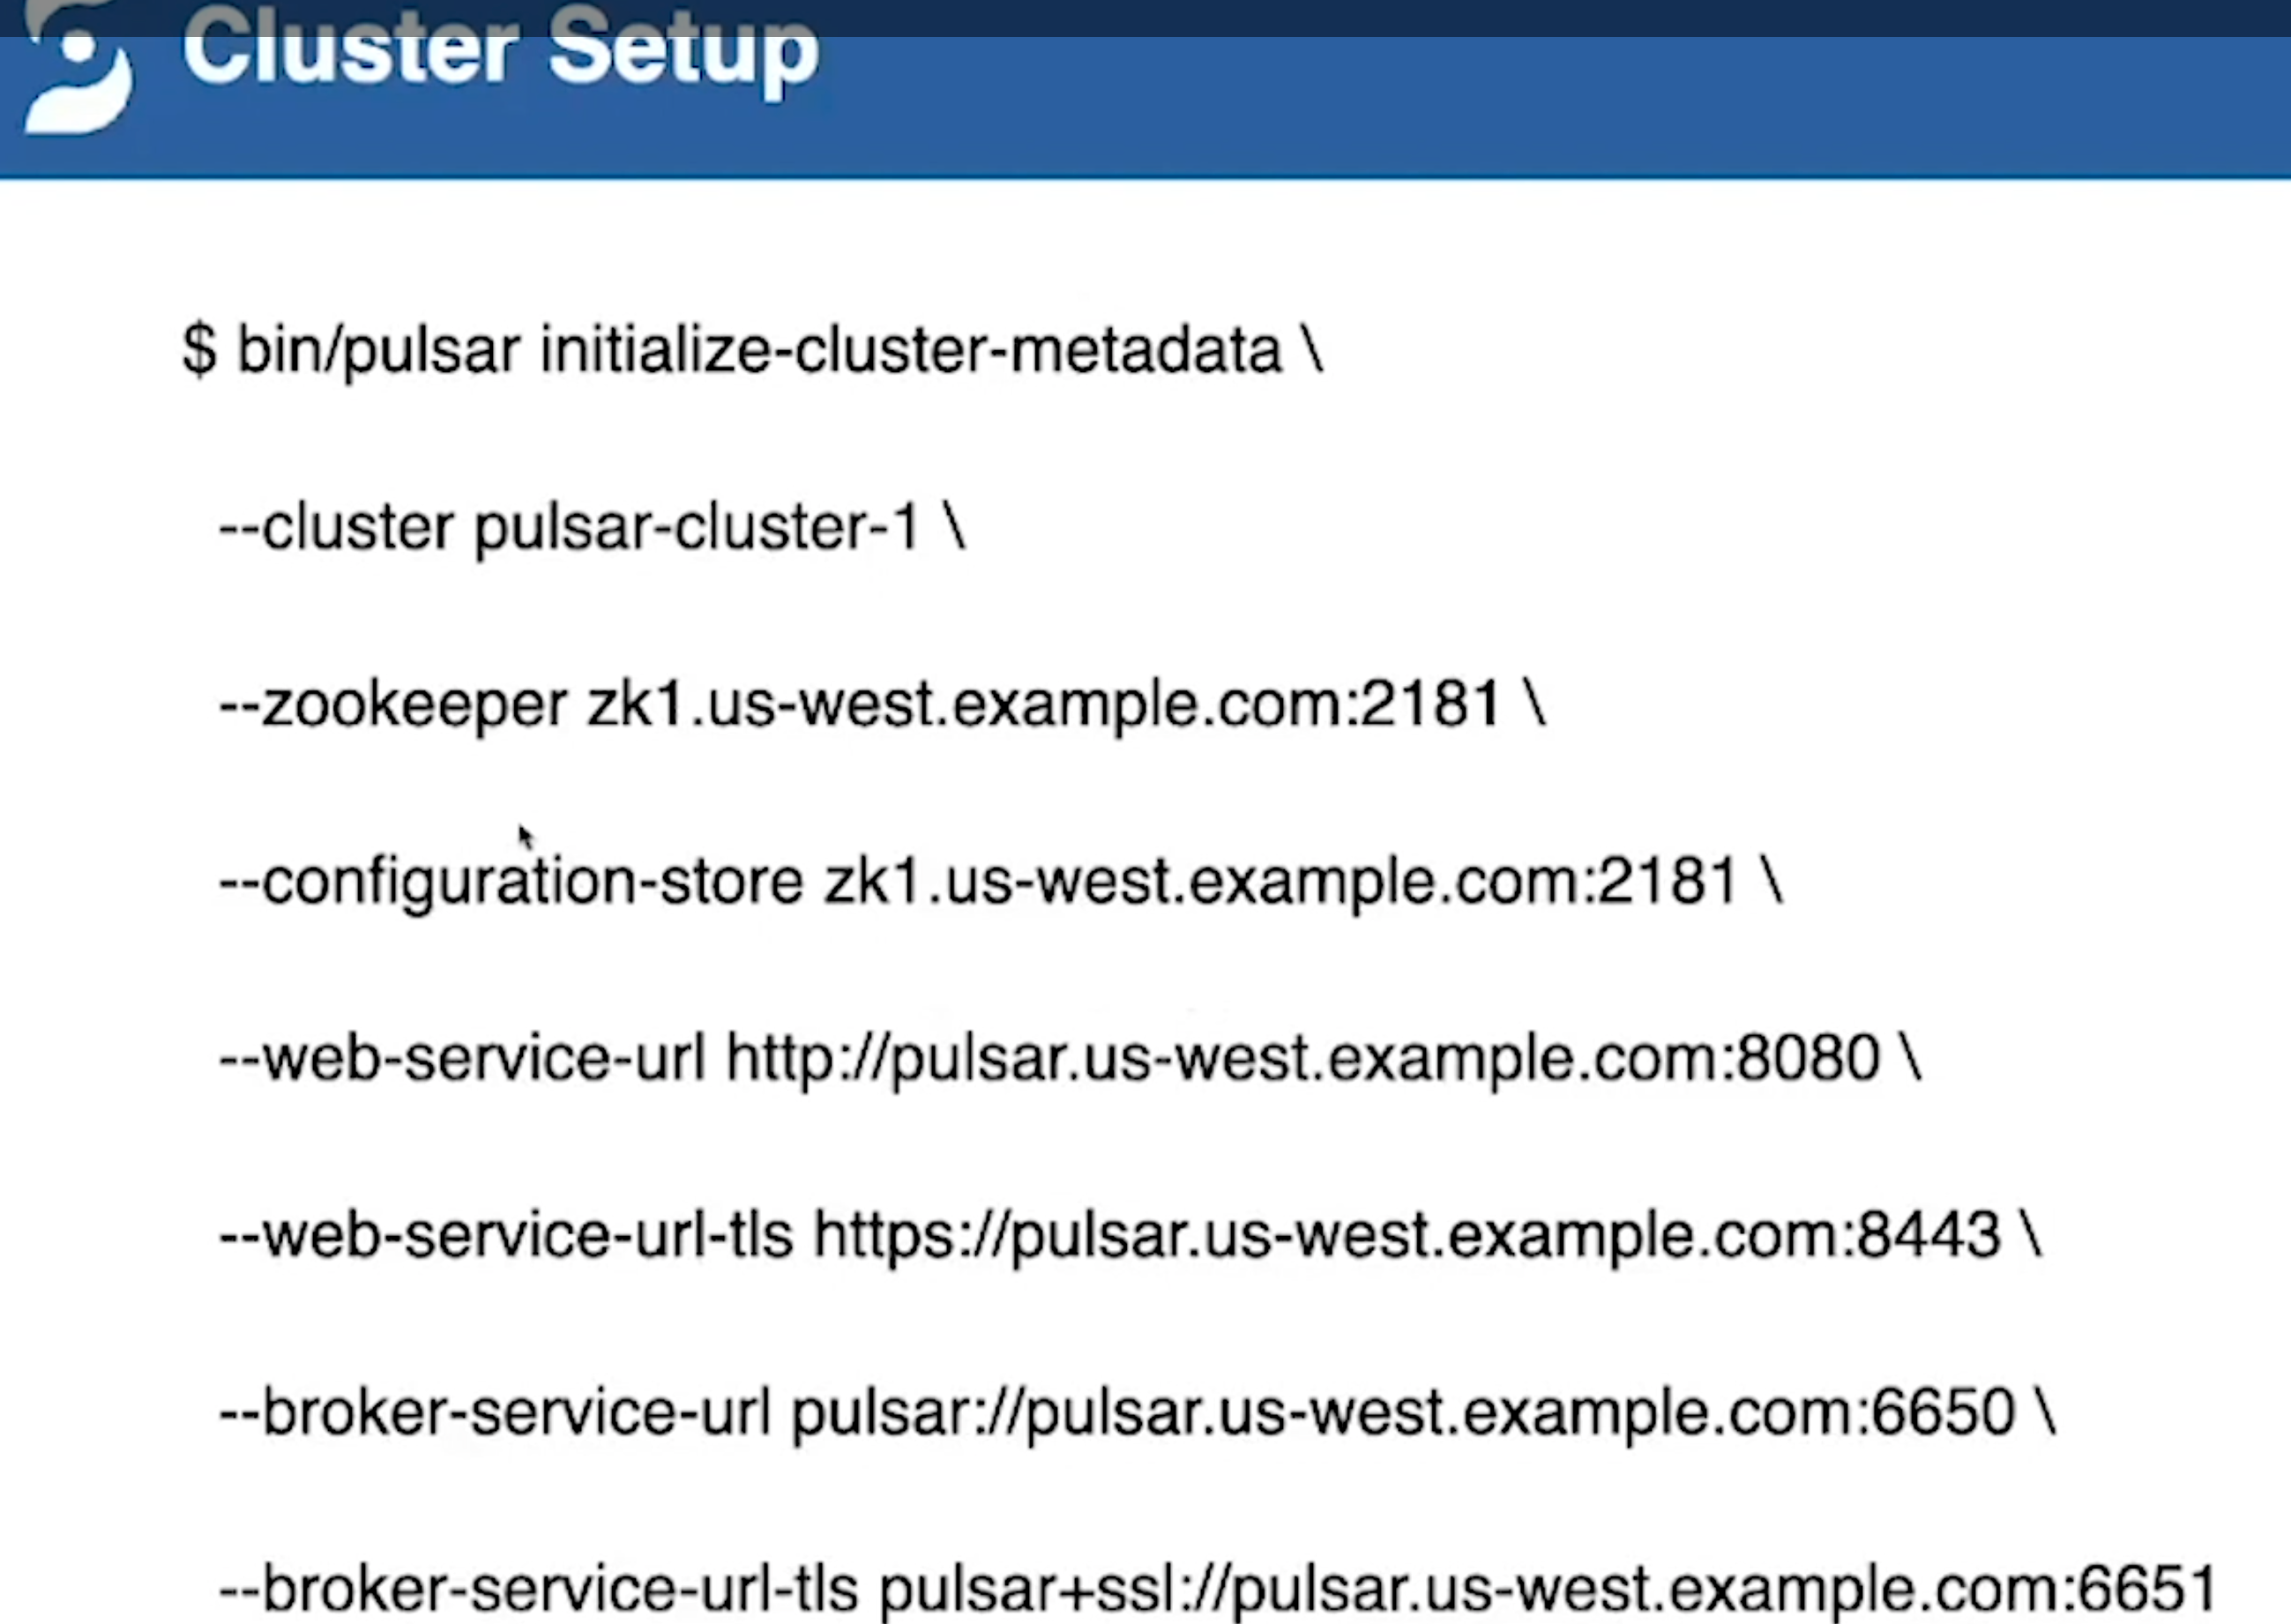 Cluster Setup
$ bin/pulsar initialize-cluster-metadata \
--cluster pulsar-cluster-1 \
--zookeeper zk1.us-west.example.com:2181 \
--configuration-store zk1.us-west.example.com:2181 \
--web-service-url http://pulsar.us-west.example.com:8080 \
--web-service-url-tls https://pulsar.us-west.example.com:8443 \
--broker-service-url pulsar://pulsar.us-west.example.com:6650 \
--broker-service-url-tls pulsar+ssl://pulsar.us-west.example.com:6651